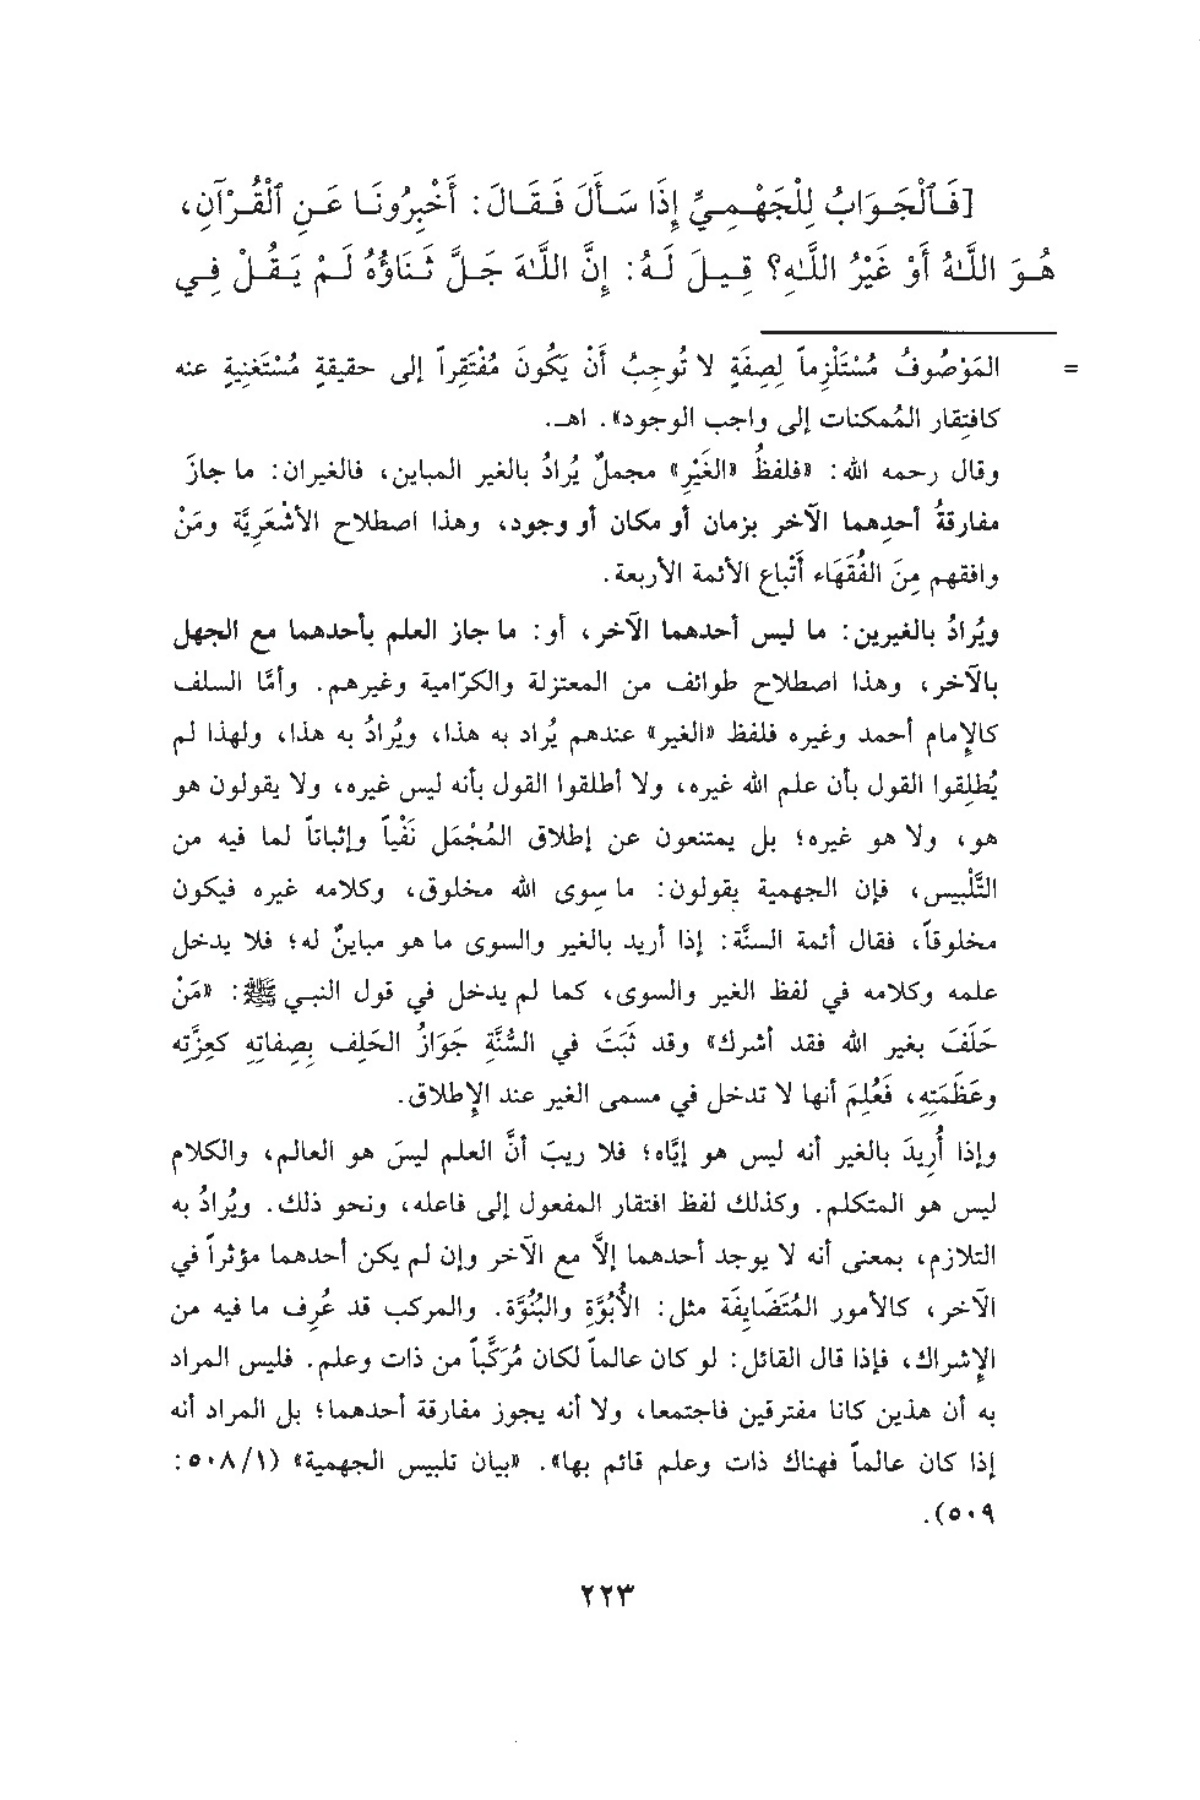 [فَٱلْجَوَابُ لِلْجَهْمِيِّ إِذَا سَأَلَ فَقَالَ: أَخْبِرُونَا عَنِ ٱلْقُرْآنِ،
هُوَ اللَّهُ أَوْ غَيْرُ اللَّهِ؟ قِيلَ لَهُ: إِنَّ اللَّهَ جَلَّ ثَنَاؤُهُ لَمْ يَقُلْ فِي
= المَوْصُوفُ مُسْتَلْزِماً لِصِفَةٍ لا تُوجِبُ أَنْ يَكُونَ مُفْتَقِراً إلى حقيقةٍ مُسْتَغنِيةٍ عنه
كافتِقار المُمكنات إلى واجب الوجود». اهـ.
وقال رحمه الله: «فلفظُ «الغَيْرِ» مجملٌ يُرادُ بالغير المباين، فالغيران: ما جازَ
مفارقةُ أحدِهما الآخر بزمان أو مكان أو وجود، وهذا اصطلاح الأشْعَرِيَّة ومَنْ
وافقهم مِنَ الفُقَهَاء أَتْباع الأئمة الأربعة.
ويُرادُ بالغيرين: ما ليس أحدهما الآخر، أو: ما جاز العلم بأحدهما مع الجهل
بالآخر، وهذا اصطلاح طوائف من المعتزلة والكرّامية وغيرهم. وأمَّا السلف
كالإمام أحمد وغيره فلفظ «الغير» عندهم يُراد به هذا، ويُرادُ به هذا، ولهذا لم
يُطلِقوا القول بأن علم الله غيره، ولا أطلقوا القول بأنه ليس غيره، ولا يقولون هو
هو، ولا هو غيره؛ بل يمتنعون عن إطلاق المُجْمَل نَفْياً وإثباتاً لما فيه من
التَّلْبيس، فإن الجهمية يقولون: ما سِوى الله مخلوق، وكلامه غيره فيكون
مخلوقاً، فقال أئمة السنَّة: إذا أريد بالغير والسوى ما هو مباينٌ له؛ فلا يدخل
علمه وكلامه في لفظ الغير والسوى، كما لم يدخل في قول النبي ﷺ: «مَنْ
حَلَفَ بغير الله فقد أشرك» وقد ثَبَتَ في السُّنَّةِ جَوَازُ الحَلِف بِصِفاتِهِ كعِزَّتِه
وعَظَمَتِهِ، فَعُلِمَ أنها لا تدخل في مسمى الغير عند الإطلاق.
وإذا أُرِيدَ بالغير أنه ليس هو إيَّاه؛ فلا ريبَ أنَّ العلم ليسَ هو العالم، والكلام
ليس هو المتكلم. وكذلك لفظ افتقار المفعول إلى فاعله، ونحو ذلك. ويُرادُ به
التلازم، بمعنى أنه لا يوجد أحدهما إلاَّ مع الآخر وإن لم يكن أحدهما مؤثراً في
الآخر، كالأمور المُتَضَايِفَة مثل: الأُبُوَّةِ والبُنُوَّة. والمركب قد عُرِف ما فيه من
الإشراك، فإذا قال القائل: لو كان عالماً لكان مُرَكَّباً من ذات وعلم. فليس المراد
به أن هذين كانا مفترقين فاجتمعا، ولا أنه يجوز مفارقة أحدهما؛ بل المراد أنه
إذا كان عالماً فهناك ذات وعلم قائم بها». «بيان تلبيس الجهمية» (٥٠٨/١:
٥٠٩).
٢٢٣